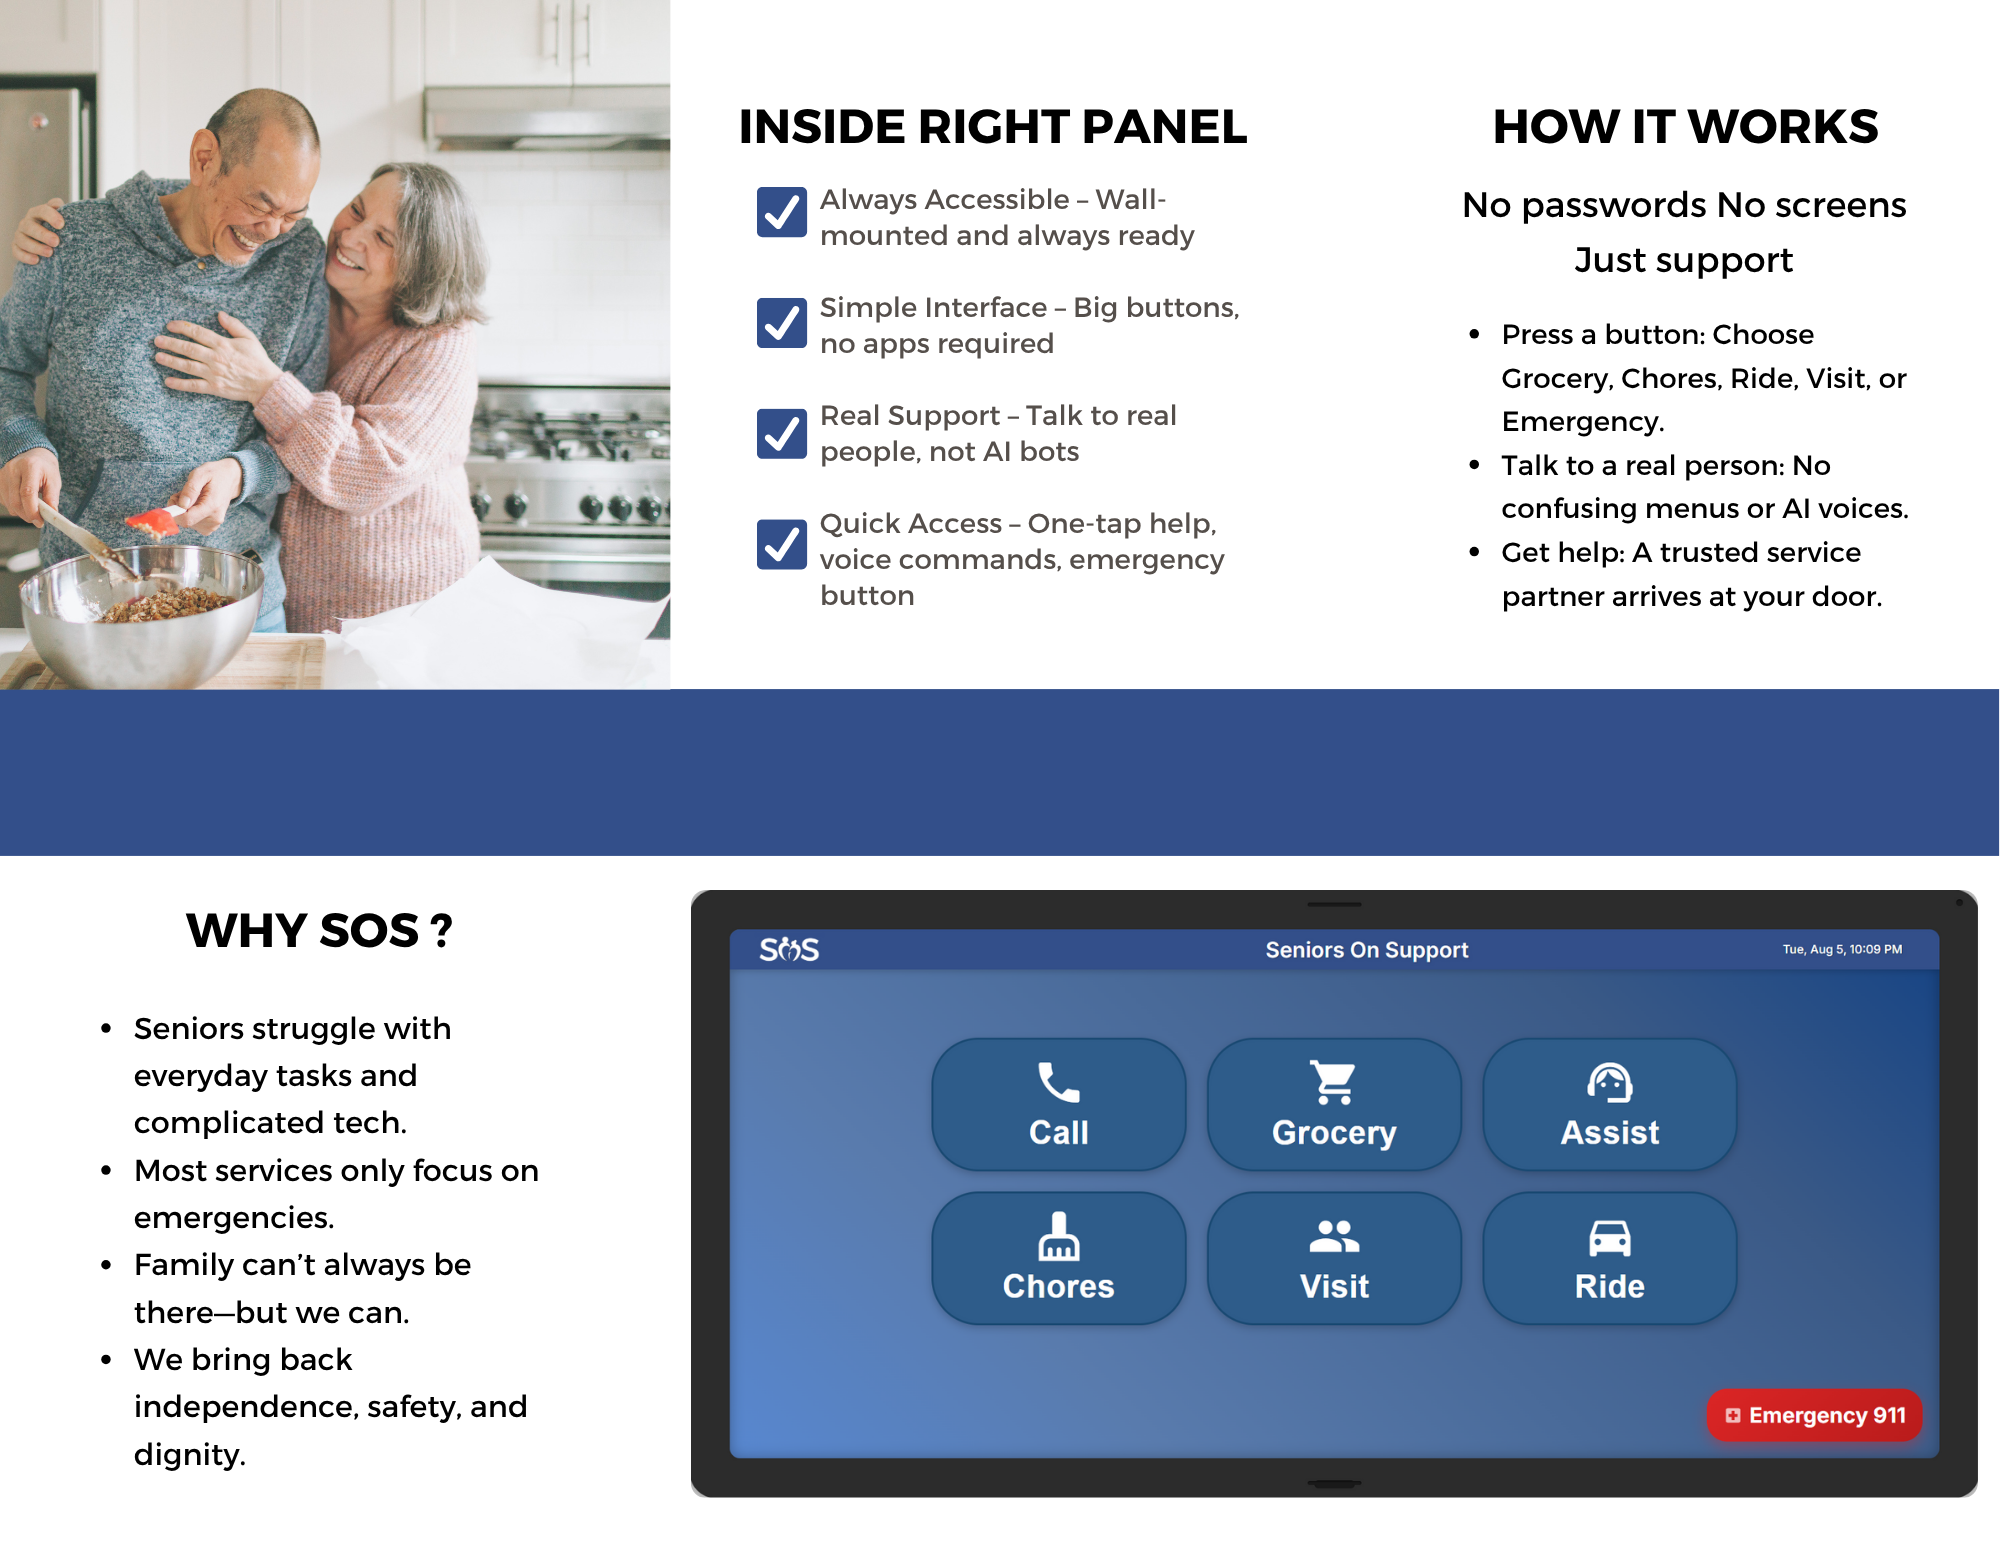 INSIDE RIGHT PANEL
Always Accessible – Wall-
mounted and always ready
Simple Interface – Big buttons,
no apps required
Real Support – Talk to real
people, not AI bots
Quick Access – One-tap help,
voice commands, emergency
button
HOW IT WORKS
No passwords No screens
Just support
• Press a button: Choose
Grocery, Chores, Ride, Visit, or
Emergency.
• Talk to a real person: No
confusing menus or AI voices.
• Get help: A trusted service
partner arrives at your door.
WHY SOS ?
• Seniors struggle with
everyday tasks and
complicated tech.
• Most services only focus on
emergencies.
• Family can’t always be
there—but we can.
• We bring back
independence, safety, and
dignity.
SOS
Seniors On Support
Tue, Aug 5, 10:09 PM
Call
Grocery
Assist
Chores
Visit
Ride
Emergency 911